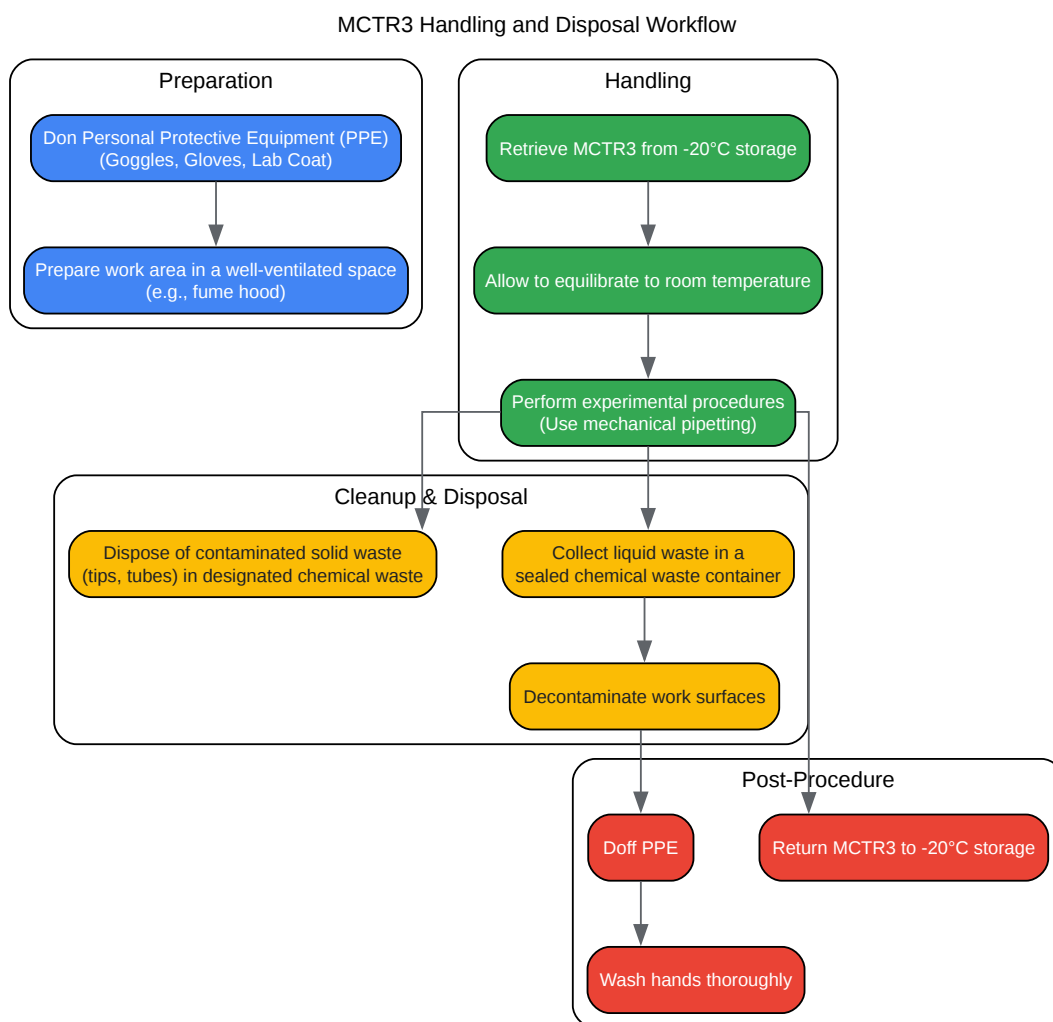 MCTR3 Handling and Disposal Workflow
Preparation
Don Personal Protective Equipment (PPE)
(Goggles, Gloves, Lab Coat)
Prepare work area in a well-ventilated space
(e.g., fume hood)
Handling
Retrieve MCTR3 from -20°C storage
Allow to equilibrate to room temperature
Perform experimental procedures
(Use mechanical pipetting)
Cleanup & Disposal
Dispose of contaminated solid waste
(tips, tubes) in designated chemical waste
Collect liquid waste in a
sealed chemical waste container
Decontaminate work surfaces
Post-Procedure
Doff PPE
Return MCTR3 to -20°C storage
Wash hands thoroughly